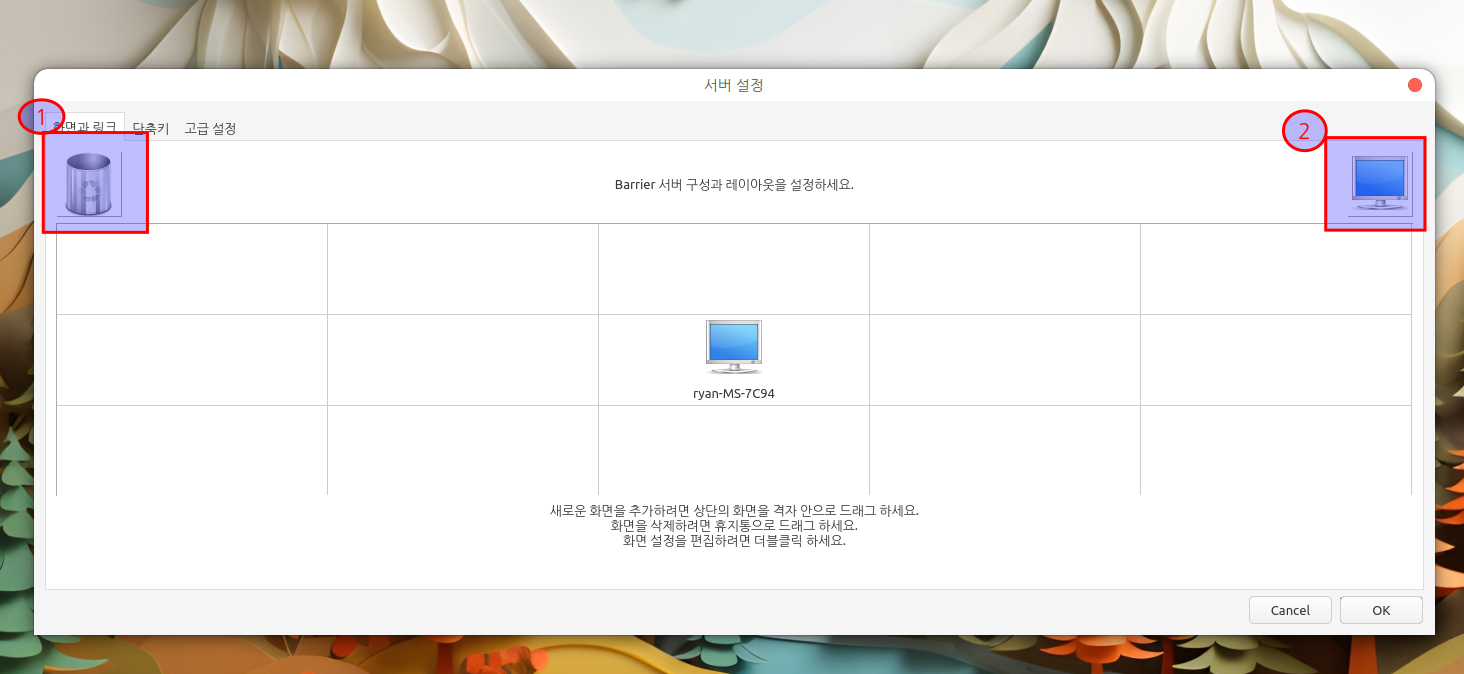 서버 설정
1
화면과 링크 단축키 고급 설정
2
Barrier 서버 구성과 레이아웃을 설정하세요.
ryan-MS-7C94
새로운 화면을 추가하려면 상단의 화면을 격자 안으로 드래그 하세요.
화면을 삭제하려면 휴지통으로 드래그 하세요.
화면 설정을 편집하려면 더블클릭 하세요.
Cancel OK